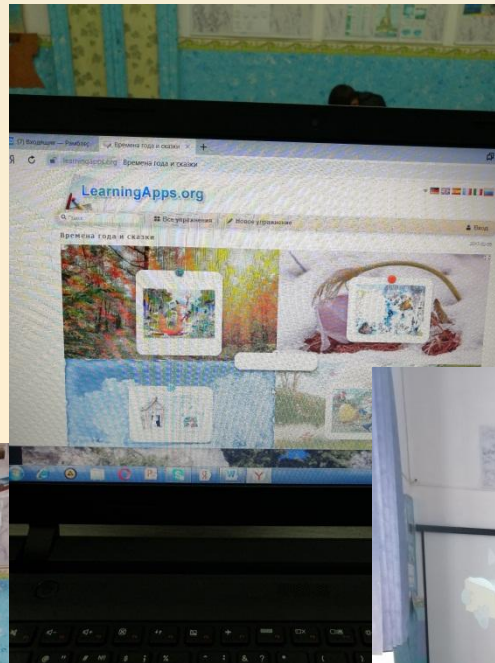 (7) Входящие — Рамблер
Времена года и сказки
learningapps.org Времена года и сказки
LearningApps.org
Все упражнения
Новое упражнение
Вход
Времена года и сказки